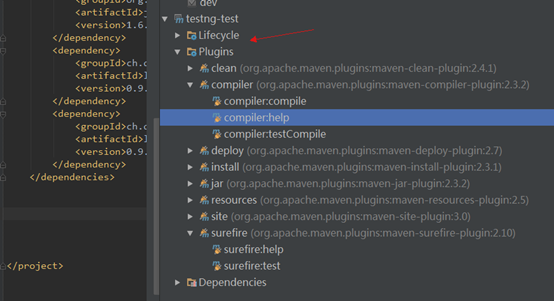 <groupId>org.
<artifactId>j
<version>1.6.
</dependency>
<dependency>
<groupId>ch.q
<artifactId>l
<version>0.9.
</dependency>
<dependency>
<groupId>ch.q
<artifactId>l
<version>0.9.
</dependency>
</dependencies>
</project>
dev
testng-test
Lifecycle
Plugins
clean (org.apache.maven.plugins:maven-clean-plugin:2.4.1)
compiler (org.apache.maven.plugins:maven-compiler-plugin:2.3.2)
compiler:compile
compiler:help
compiler:testCompile
deploy (org.apache.maven.plugins:maven-deploy-plugin:2.7)
install (org.apache.maven.plugins:maven-install-plugin:2.3.1)
jar (org.apache.maven.plugins:maven-jar-plugin:2.3.2)
resources (org.apache.maven.plugins:maven-resources-plugin:2.5)
site (org.apache.maven.plugins:maven-site-plugin:3.0)
surefire (org.apache.maven.plugins:maven-surefire-plugin:2.10)
surefire:help
surefire:test
Dependencies